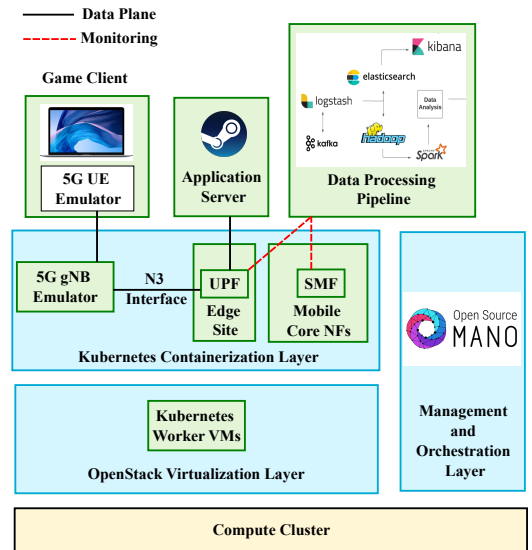 Data Plane
Monitoring
Game Client
5G UE
Emulator
Application
Server
kibana
elasticsearch
logstash
Data
Analysis
kafka
hadoop
APACHE
Spark
Data Processing
Pipeline
5G gNB
Emulator
N3
Interface
UPF
Edge
Site
SMF
Mobile
Core NFs
Kubernetes Containerization Layer
Open Source
MANO
Management
and
Orchestration
Layer
Kubernetes
Worker VMs
OpenStack Virtualization Layer
Compute Cluster